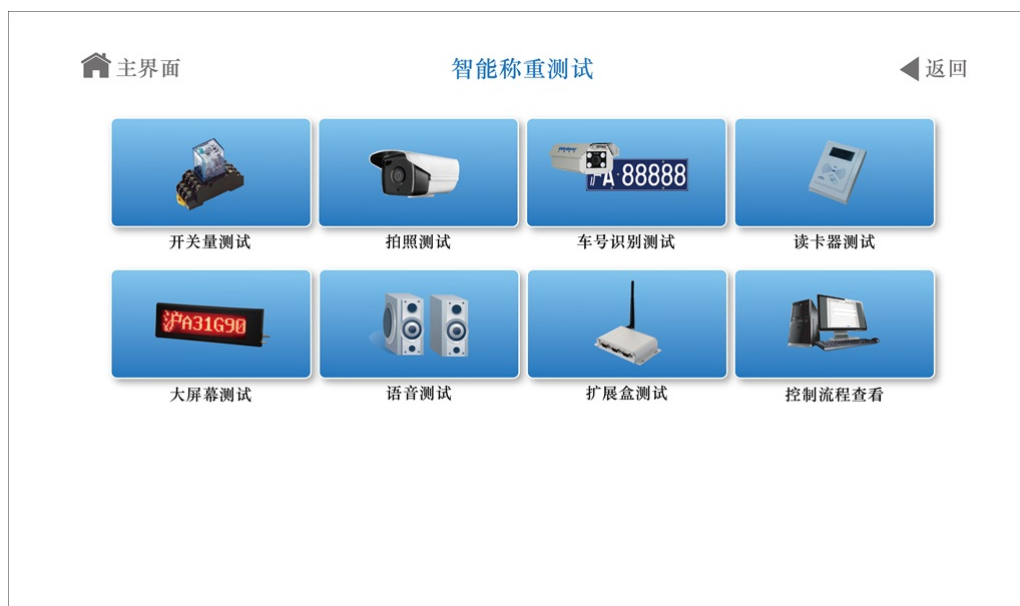 主界面
智能称重测试
返回
A·88888
开关量测试
拍照测试
车号识别测试
读卡器测试
沪A31G90
大屏幕测试
语音测试
扩展盒测试
控制流程查看